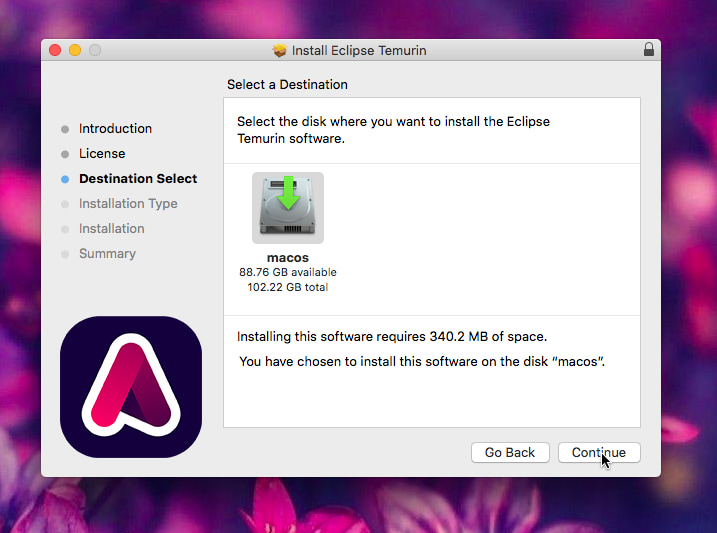 Install Eclipse Temurin
Select a Destination
Introduction
License
Destination Select
Installation Type
Installation
Summary
Select the disk where you want to install the Eclipse
Temurin software.
macos
88.76 GB available
102.22 GB total
Installing this software requires 340.2 MB of space.
You have chosen to install this software on the disk “macos”.
Go Back
Continue